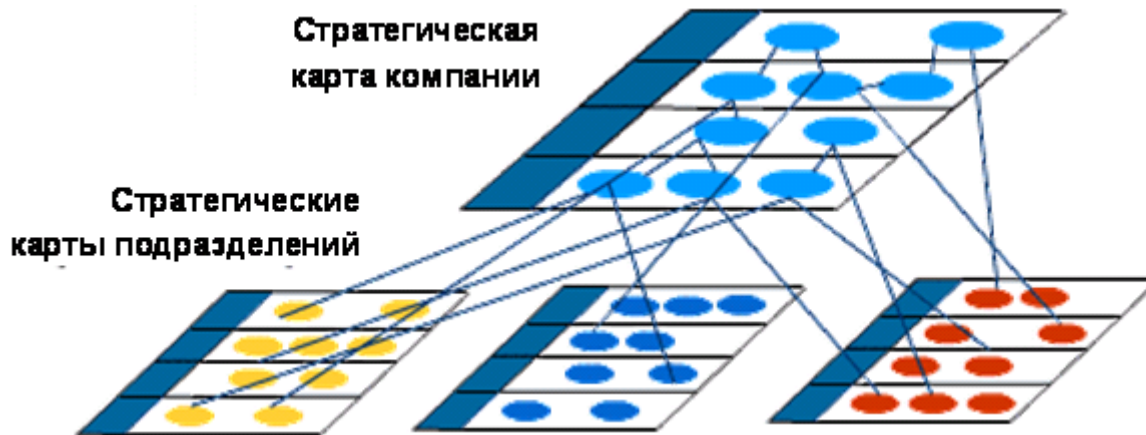 Стратегическая
карта компании
Стратегические
карты подразделений